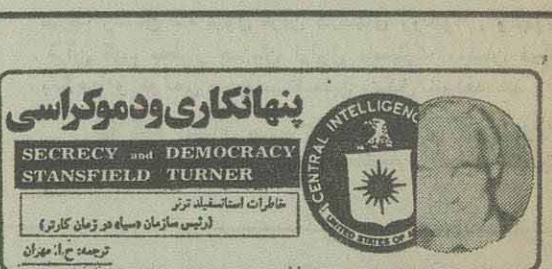 پنهانکاری ودموکراسی
SECRECY and DEMOCRACY
STANSFIELD TURNER
خاطرات استانسفیلد ترنر
(رئیس سازمان «سیا» در زمان کارتر)
ترجمه: ح.ا. مهران
CENTRAL INTELLIGENC
UNITED STATES OF